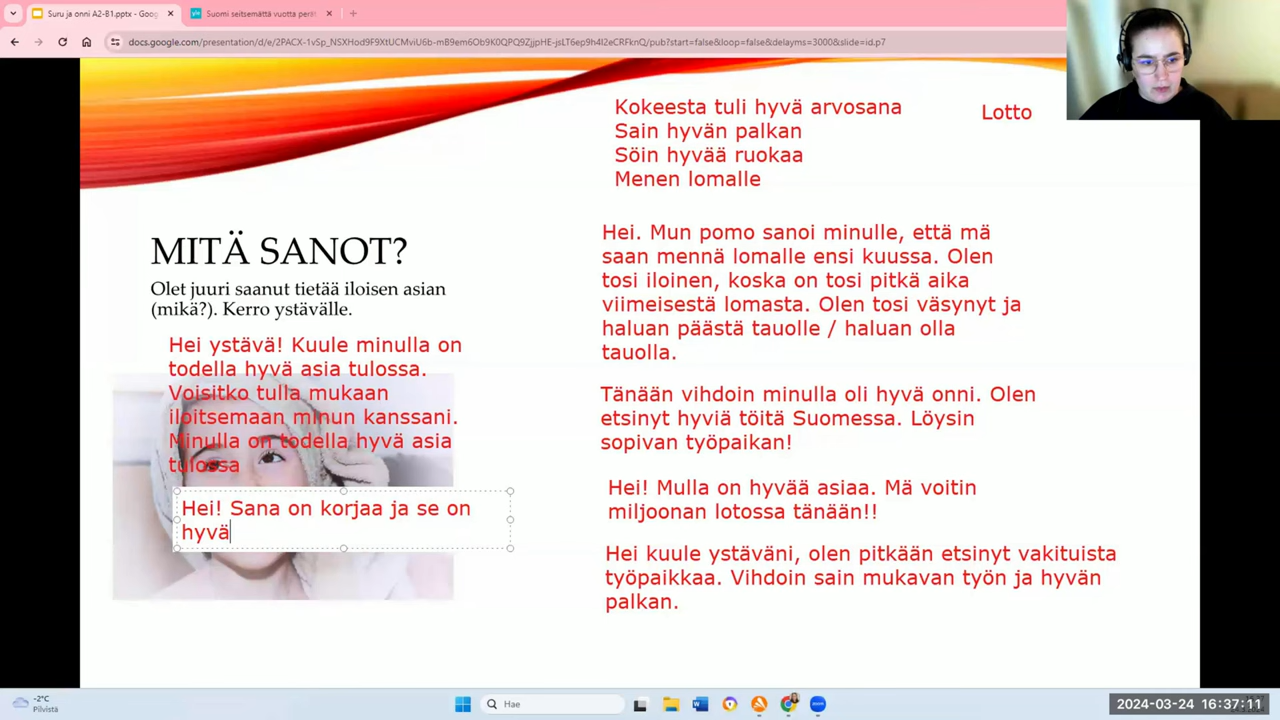 Suru ja onni A2-B1.pptx - Goog
Suomi seitsemättä vuotta perät
docs.google.com/presentation/d/e/2PACX-1vSp_NSXHod9F9XtUCMviU6b-mB9em6Ob9K0QPQ9ZjjpHE-jsLT6ep9h4l2eCRFknQ/pub?start=false&loop=false&delayms=3000&slide=id.p7
Kokeesta tuli hyvä arvosana
Sain hyvän palkan
Söin hyvää ruokaa
Menen lomalle
Lotto
MITÄ SANOT?
Olet juuri saanut tietää iloisen asian
(mikä?). Kerro ystävälle.
Hei ystävä! Kuule minulla on
todella hyvä asia tulossa.
Voisitko tulla mukaan
iloitsemaan minun kanssani.
Minulla on todella hyvä asia
tulossa
Hei! Sana on korjaa ja se on
hyvä
Hei. Mun pomo sanoi minulle, että mä
saan mennä lomalle ensi kuussa. Olen
tosi iloinen, koska on tosi pitkä aika
viimeisestä lomasta. Olen tosi väsynyt ja
haluan päästä tauolle / haluan olla
tauolla.
Tänään vihdoin minulla oli hyvä onni. Olen
etsinyt hyviä töitä Suomessa. Löysin
sopivan työpaikan!
Hei! Mulla on hyvää asiaa. Mä voitin
miljoonan lotossa tänään!!
Hei kuule ystäväni, olen pitkään etsinyt vakituista
työpaikkaa. Vihdoin sain mukavan työn ja hyvän
palkan.
-2°C
Pilvistä
Hae
2024-03-24 16:37:11